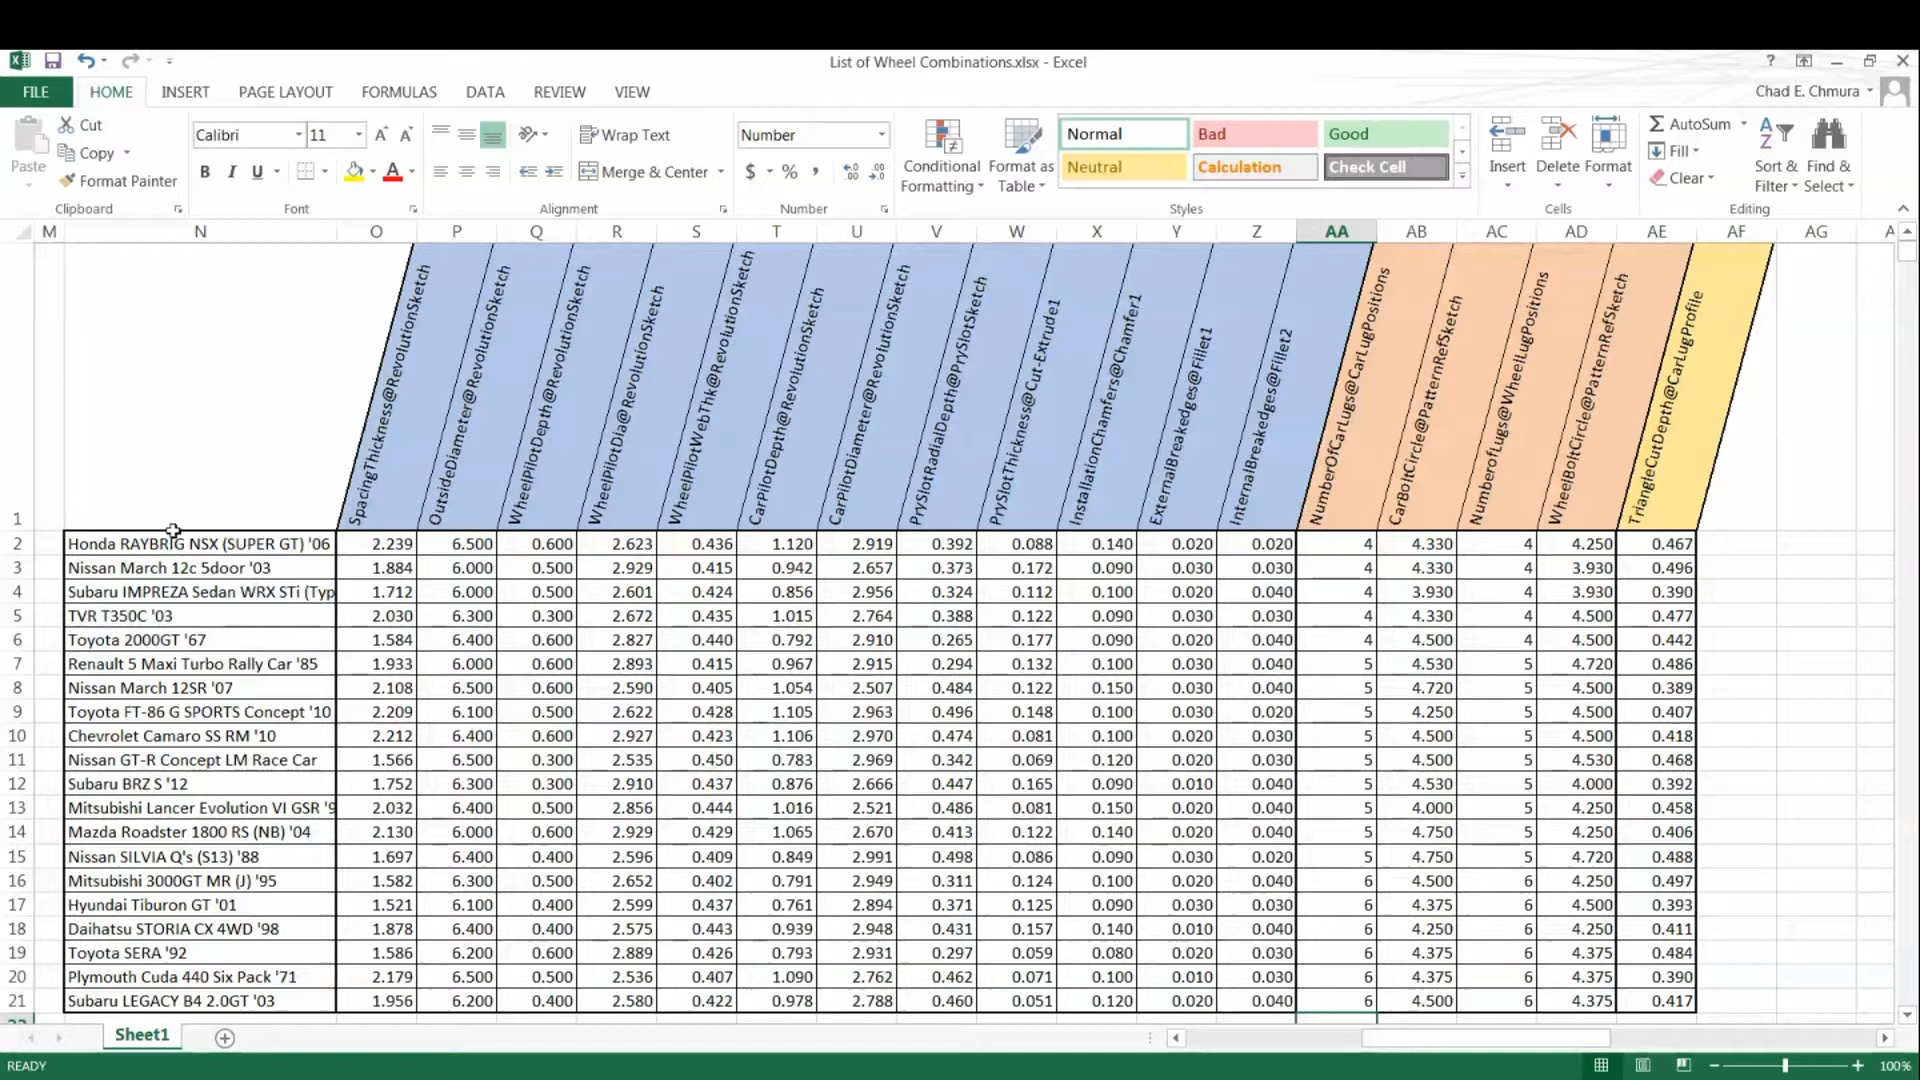 List of Wheel Combinations.xlsx - Excel
?
FILE HOME INSERT PAGE LAYOUT FORMULAS DATA REVIEW VIEW
Chad E. Chmura
Paste
Cut
Copy
Format Painter
Clipboard
Calibri 11
B I U
Font
Wrap Text
Merge & Center
Alignment
Number
$ % ,
Number
Conditional Formatting
Format as Table
Normal Bad Good
Neutral Calculation Check Cell
Styles
Insert Delete Format
Cells
AutoSum
Fill
Clear
Sort & Filter
Find & Select
Editing
M N O P Q R S T U V W X Y Z AA AB AC AD AE AF AG A
1 SpacingThickness@RevolutionSketch OutsideDiameter@RevolutionSketch WheelPilotDepth@RevolutionSketch WheelPilotDia@RevolutionSketch WheelPilotWebThk@RevolutionSketch CarPilotDepth@RevolutionSketch CarPilotDiameter@RevolutionSketch PrySlotRadialDepth@PrySlotSketch PrySlotThickness@Cut-Extrude1 InstallationChamfers@Chamfer1 ExternalBreakedges@Fillet1 InternalBreakedges@Fillet2 NumberOfCarLugs@CarLugPositions CarBoltCircle@PatternRefSketch NumberofLugs@WheelLugPositions WheelBoltCircle@PatternRefSketch TriangleCutDepth@CarLugProfile
2 Honda RAYBRIG NSX (SUPER GT) '06 2.239 6.500 0.600 2.623 0.436 1.120 2.919 0.392 0.088 0.140 0.020 0.020 4 4.330 4 4.250 0.467
3 Nissan March 12c 5door '03 1.884 6.000 0.500 2.929 0.415 0.942 2.657 0.373 0.172 0.090 0.030 0.030 4 4.330 4 3.930 0.496
4 Subaru IMPREZA Sedan WRX STi (Typ 1.712 6.000 0.500 2.601 0.424 0.856 2.956 0.324 0.112 0.100 0.020 0.040 4 3.930 4 3.930 0.390
5 TVR T350C '03 2.030 6.300 0.300 2.672 0.435 1.015 2.764 0.388 0.122 0.090 0.030 0.040 4 4.330 4 4.500 0.477
6 Toyota 2000GT '67 1.584 6.400 0.600 2.827 0.440 0.792 2.910 0.265 0.177 0.090 0.020 0.040 4 4.500 4 4.500 0.442
7 Renault 5 Maxi Turbo Rally Car '85 1.933 6.000 0.600 2.893 0.415 0.967 2.915 0.294 0.132 0.100 0.030 0.040 5 4.530 5 4.720 0.486
8 Nissan March 12SR '07 2.108 6.500 0.600 2.590 0.405 1.054 2.507 0.484 0.122 0.150 0.030 0.040 5 4.720 5 4.500 0.389
9 Toyota FT-86 G SPORTS Concept '10 2.209 6.100 0.500 2.622 0.428 1.105 2.963 0.496 0.148 0.100 0.030 0.020 5 4.250 5 4.500 0.407
10 Chevrolet Camaro SS RM '10 2.212 6.400 0.600 2.927 0.423 1.106 2.970 0.474 0.081 0.100 0.020 0.030 5 4.500 5 4.500 0.418
11 Nissan GT-R Concept LM Race Car 1.566 6.500 0.300 2.535 0.450 0.783 2.969 0.342 0.069 0.120 0.020 0.030 5 4.500 5 4.530 0.468
12 Subaru BRZ S '12 1.752 6.300 0.300 2.910 0.437 0.876 2.666 0.447 0.165 0.090 0.010 0.040 5 4.530 5 4.000 0.392
13 Mitsubishi Lancer Evolution VI GSR '9 2.032 6.400 0.500 2.856 0.444 1.016 2.521 0.486 0.081 0.150 0.020 0.040 5 4.000 5 4.250 0.458
14 Mazda Roadster 1800 RS (NB) '04 2.130 6.000 0.600 2.929 0.429 1.065 2.670 0.413 0.122 0.140 0.020 0.040 5 4.750 5 4.250 0.406
15 Nissan SILVIA Q's (S13) '88 1.697 6.400 0.400 2.596 0.409 0.849 2.991 0.498 0.086 0.090 0.030 0.020 5 4.750 5 4.720 0.488
16 Mitsubishi 3000GT MR (J) '95 1.582 6.300 0.500 2.652 0.402 0.791 2.949 0.311 0.124 0.100 0.020 0.040 6 4.500 6 4.250 0.497
17 Hyundai Tiburon GT '01 1.521 6.100 0.400 2.599 0.437 0.761 2.894 0.371 0.125 0.090 0.030 0.030 6 4.375 6 4.500 0.393
18 Daihatsu STORIA CX 4WD '98 1.878 6.400 0.400 2.575 0.443 0.939 2.948 0.431 0.157 0.140 0.010 0.040 6 4.250 6 4.250 0.411
19 Toyota SERA '92 1.586 6.200 0.600 2.889 0.426 0.793 2.931 0.297 0.059 0.080 0.020 0.030 6 4.375 6 4.375 0.484
20 Plymouth Cuda 440 Six Pack '71 2.179 6.500 0.500 2.536 0.407 1.090 2.762 0.462 0.071 0.100 0.010 0.030 6 4.375 6 4.375 0.390
21 Subaru LEGACY B4 2.0GT '03 1.956 6.200 0.400 2.580 0.422 0.978 2.788 0.460 0.051 0.120 0.020 0.040 6 4.500 6 4.375 0.417
Sheet1
READY
100%